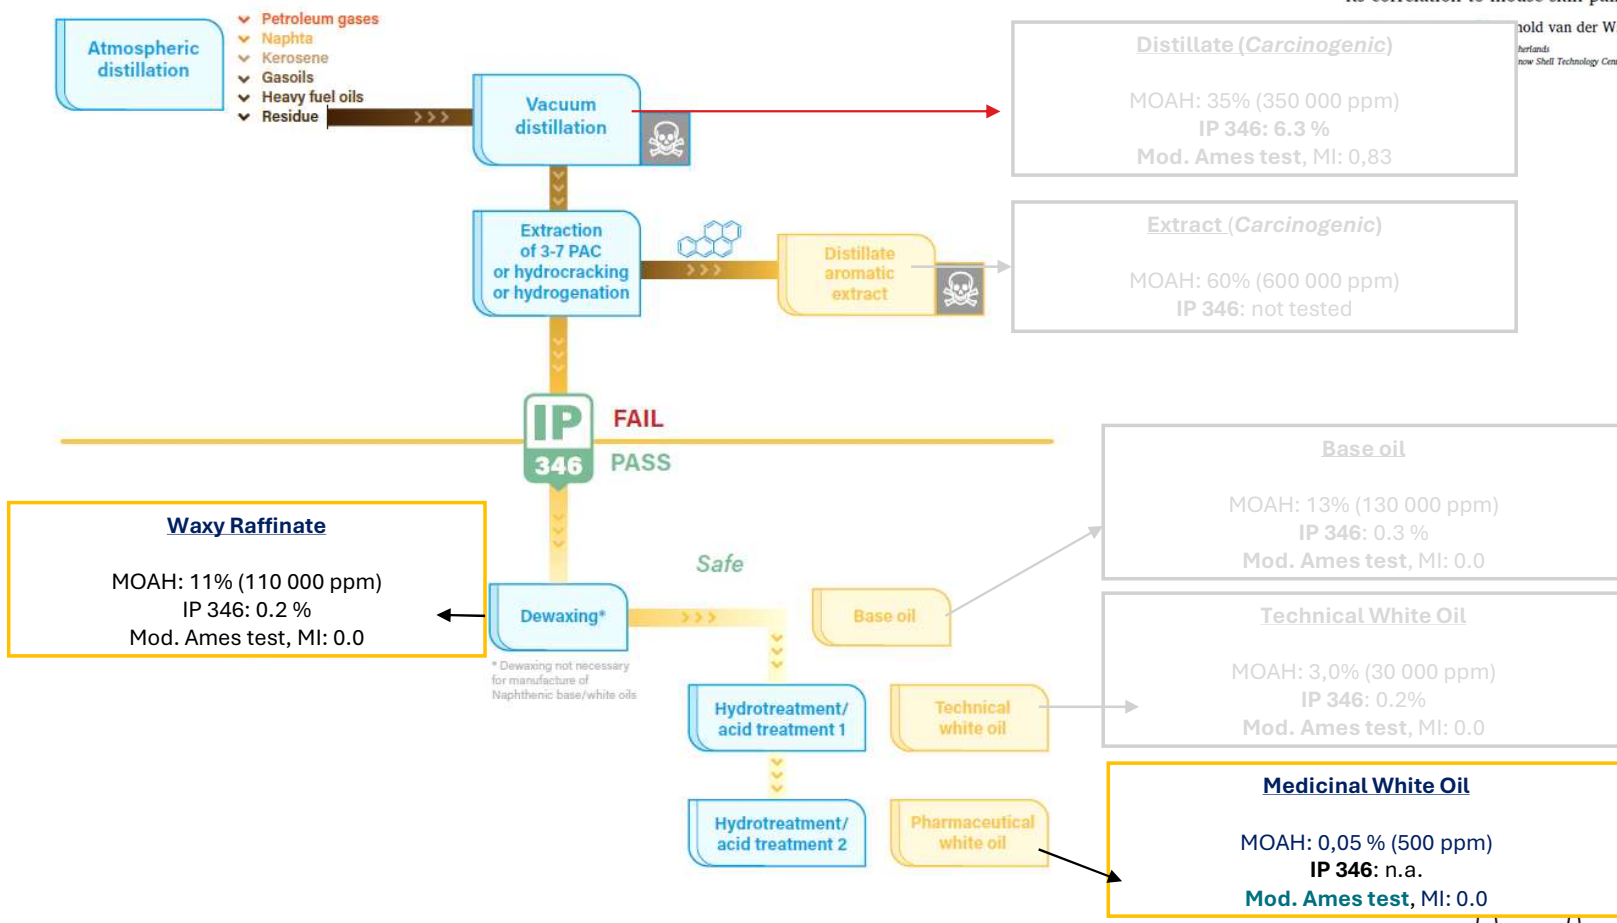 Atmospheric
distillation
Petroleum gases
Naphta
Kerosene
Gasoils
Heavy fuel oils
Residue
Vacuum
distillation
Distillate (Carcinogenic)
MOAH: 35% (350 000 ppm)
IP 346: 6.3 %
Mod. Ames test, MI: 0,83
nold van der W
herlands
now Shell Technology Cen
Extraction
of 3-7 PAC
or hydrocracking
or hydrogenation
Distillate
aromatic
extract
Extract (Carcinogenic)
MOAH: 60% (600 000 ppm)
IP 346: not tested
IP
346
FAIL
PASS
Waxy Raffinate
MOAH: 11% (110 000 ppm)
IP 346: 0.2 %
Mod. Ames test, MI: 0.0
Safe
Dewaxing*
* Dewaxing not necessary
for manufacture of
Naphthenic base/white oils
Base oil
Base oil
MOAH: 13% (130 000 ppm)
IP 346: 0.3 %
Mod. Ames test, MI: 0.0
Hydrotreatment/
acid treatment 1
Technical
white oil
Technical White Oil
MOAH: 3,0% (30 000 ppm)
IP 346: 0.2%
Mod. Ames test, MI: 0.0
Hydrotreatment/
acid treatment 2
Pharmaceutical
white oil
Medicinal White Oil
MOAH: 0,05 % (500 ppm)
IP 346: n.a.
Mod. Ames test, MI: 0.0